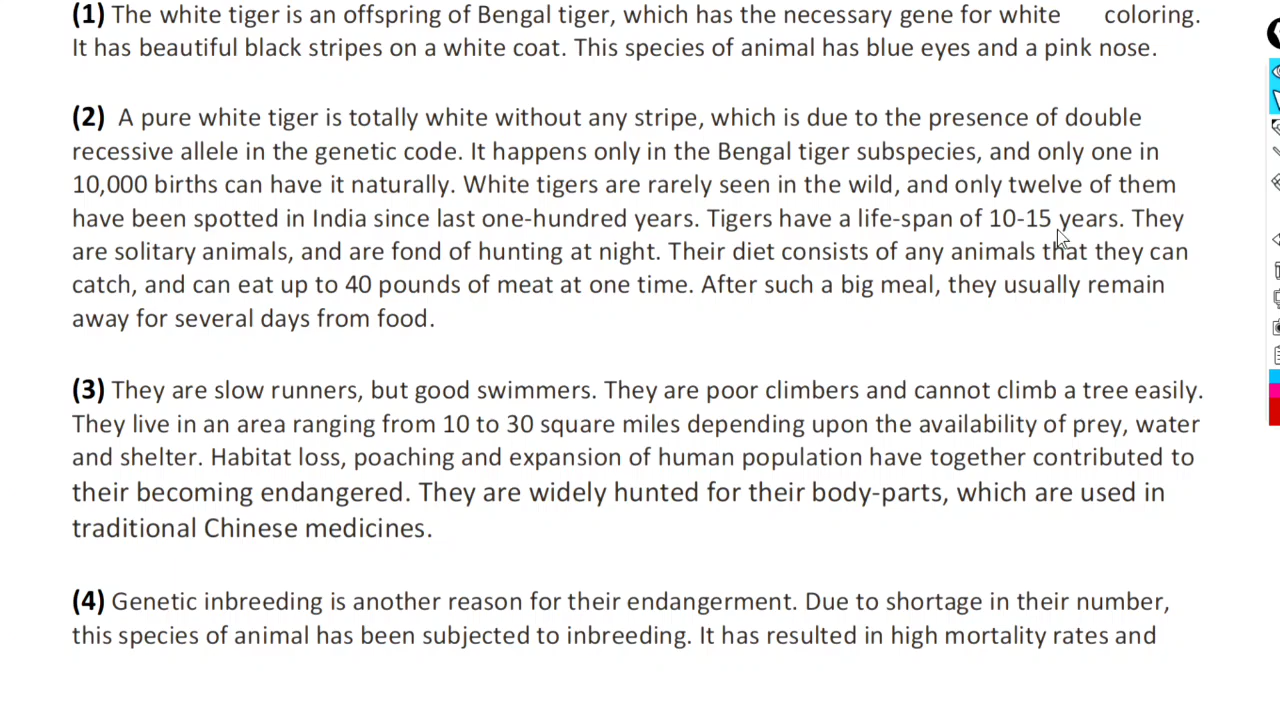 (1) The white tiger is an offspring of Bengal tiger, which has the necessary gene for white coloring.
It has beautiful black stripes on a white coat. This species of animal has blue eyes and a pink nose.
(2) A pure white tiger is totally white without any stripe, which is due to the presence of double
recessive allele in the genetic code. It happens only in the Bengal tiger subspecies, and only one in
10,000 births can have it naturally. White tigers are rarely seen in the wild, and only twelve of them
have been spotted in India since last one-hundred years. Tigers have a life-span of 10-15 years. They
are solitary animals, and are fond of hunting at night. Their diet consists of any animals that they can
catch, and can eat up to 40 pounds of meat at one time. After such a big meal, they usually remain
away for several days from food.
(3) They are slow runners, but good swimmers. They are poor climbers and cannot climb a tree easily.
They live in an area ranging from 10 to 30 square miles depending upon the availability of prey, water
and shelter. Habitat loss, poaching and expansion of human population have together contributed to
their becoming endangered. They are widely hunted for their body-parts, which are used in
traditional Chinese medicines.
(4) Genetic inbreeding is another reason for their endangerment. Due to shortage in their number,
this species of animal has been subjected to inbreeding. It has resulted in high mortality rates and